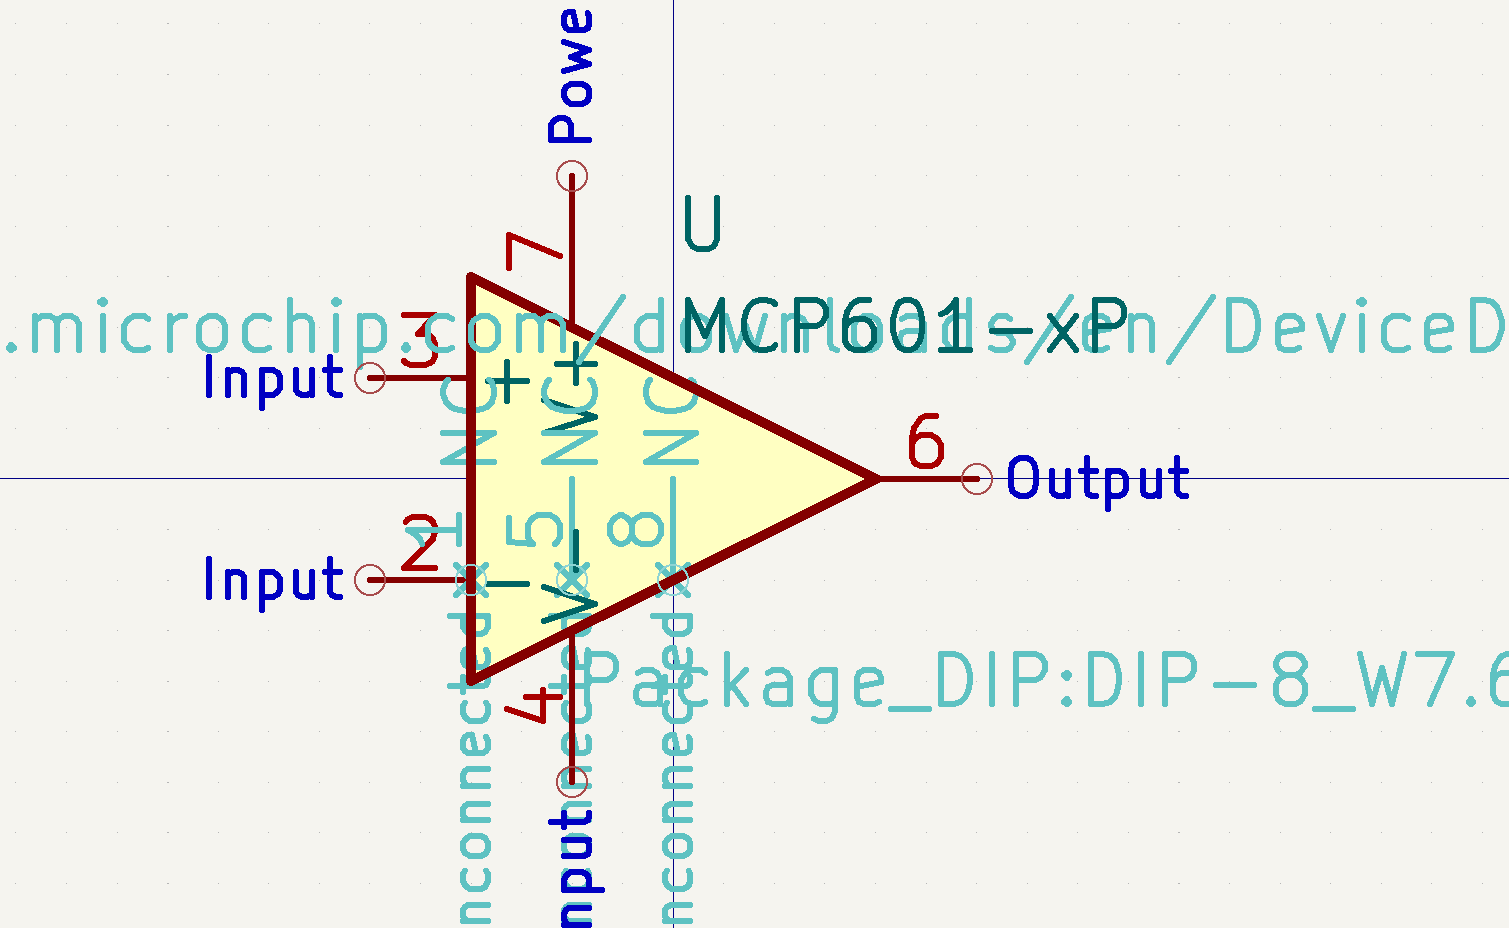 Powe
7
U
.microchip.com/downloads/en/DeviceD
MCP601-xP
3
Input
+
V+
NC
NC
NC
6
Output
2
1
5
8
Input
-
V-
nconnected
nconnected
nconnected
Package_DIP:DIP-8_W7.6
4
nput